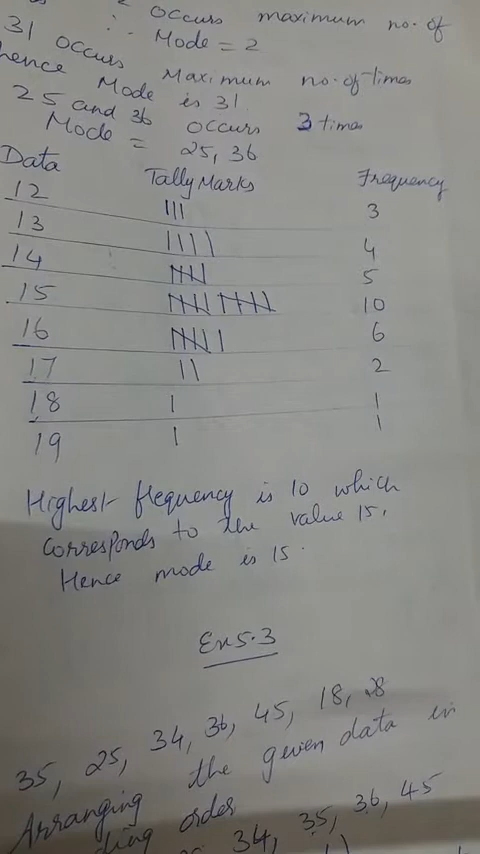 2 occurs maximum no. of
∴ Mode = 2
31 occurs Maximum no. of times
hence Mode is 31.
25 and 36 occurs 3 times
Mode = 25, 36
Data Tally Marks Frequency
12 ||| 3
13 |||| 4
14 𝍸 5
15 𝍸 𝍸 10
16 𝍸 | 6
17 || 2
18 | 1
19 | 1
Highest frequency is 10 which
corresponds to the value 15.
Hence mode is 15.
Ex 5.3
35, 25, 34, 36, 45, 18, 28
Arranging the given data in
order
34, 35, 36, 45